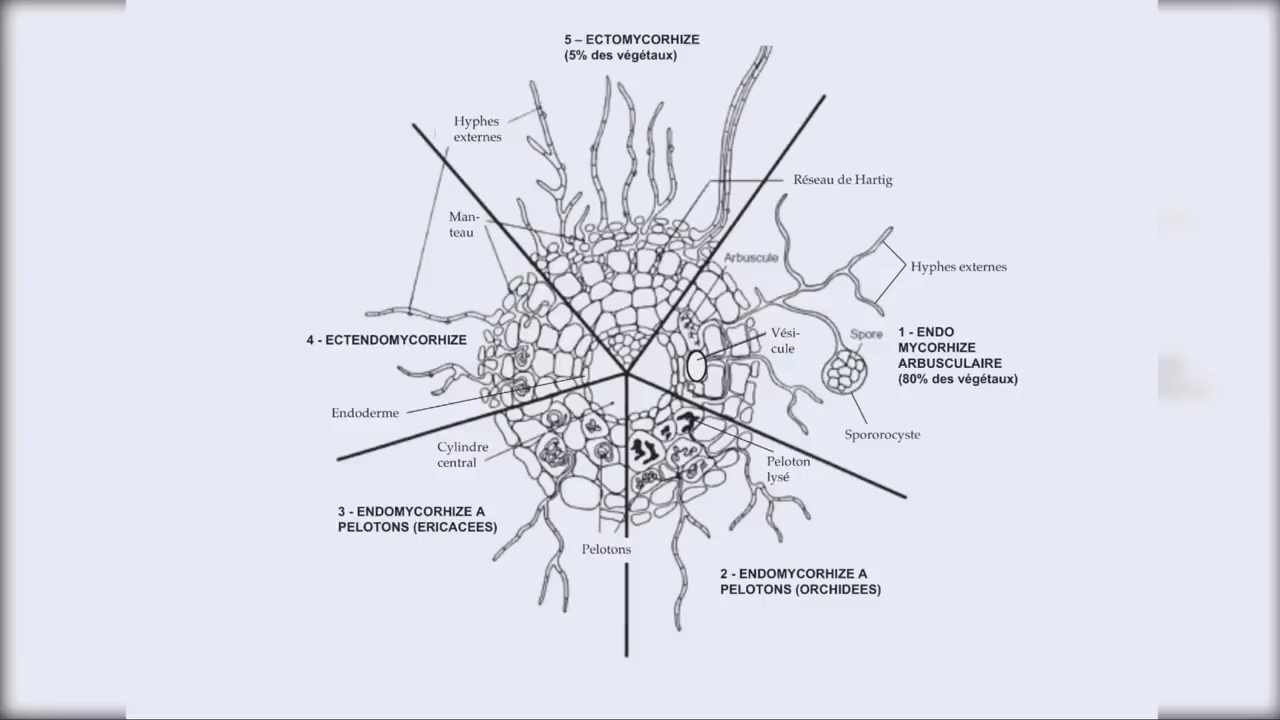 5 – ECTOMYCORHIZE
(5% des végétaux)
Hyphes
externes
Réseau de Hartig
Man-
teau
Arbuscule
Hyphes externes
4 - ECTENDOMYCORHIZE
Vési-
cule
Spore
1 - ENDO
MYCORHIZE
ARBUSCULAIRE
(80% des végétaux)
Endoderme
Spororocyste
Cylindre
central
Peloton
lysé
3 - ENDOMYCORHIZE A
PELOTONS (ERICACEES)
Pelotons
2 - ENDOMYCORHIZE A
PELOTONS (ORCHIDEES)